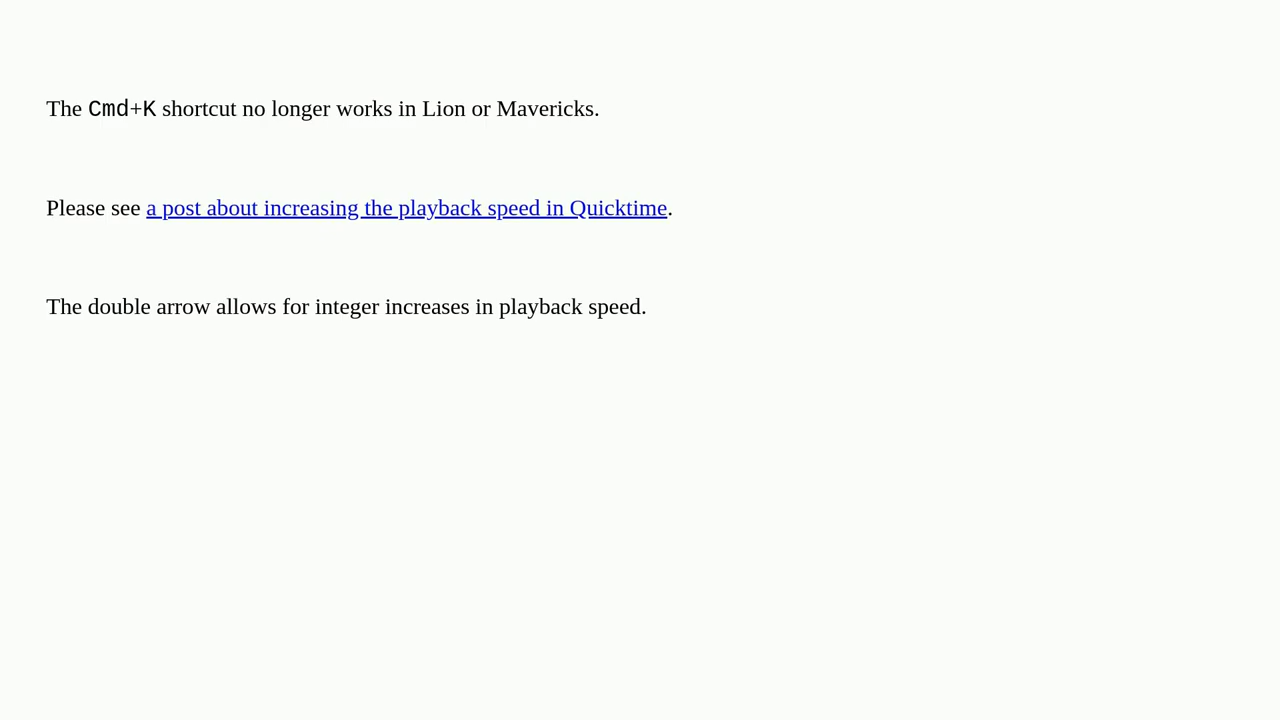 The Cmd+K shortcut no longer works in Lion or Mavericks.
Please see a post about increasing the playback speed in Quicktime.
The double arrow allows for integer increases in playback speed.